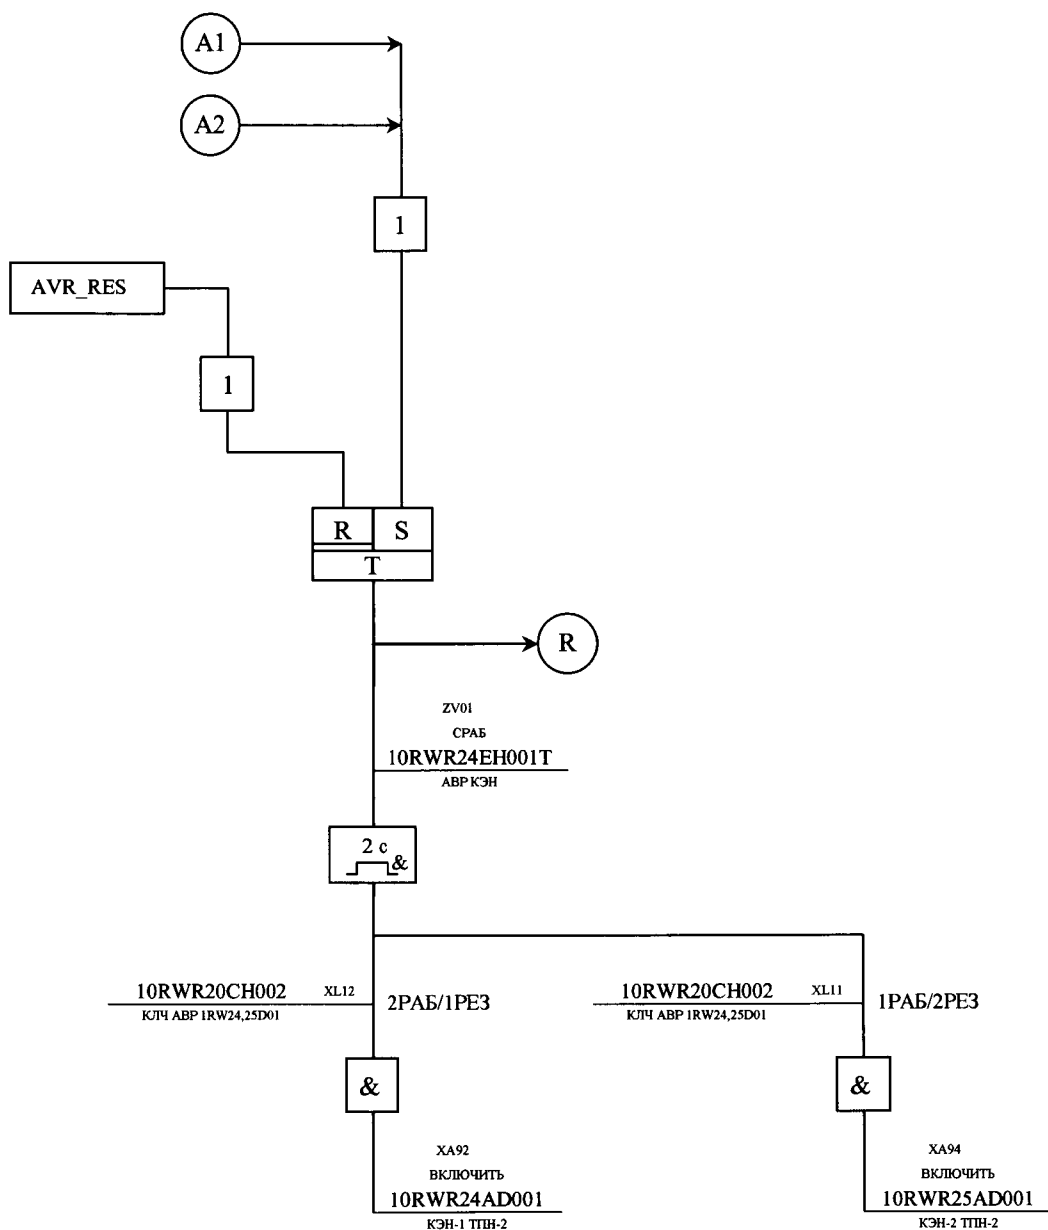 A1
A2
1
AVR_RES
1
R S
T
R
ZV01
СРАБ
10RWR24EH001T
АВР КЭН
2 с
&
10RWR20CH002 XL12 2РАБ/1РЕЗ
КЛЧ АВР 1RW24,25D01
10RWR20CH002 XL11 1РАБ/2РЕЗ
КЛЧ АВР 1RW24,25D01
&
&
XA92
ВКЛЮЧИТЬ
10RWR24AD001
КЭН-1 ТПН-2
XA94
ВКЛЮЧИТЬ
10RWR25AD001
КЭН-2 ТПН-2